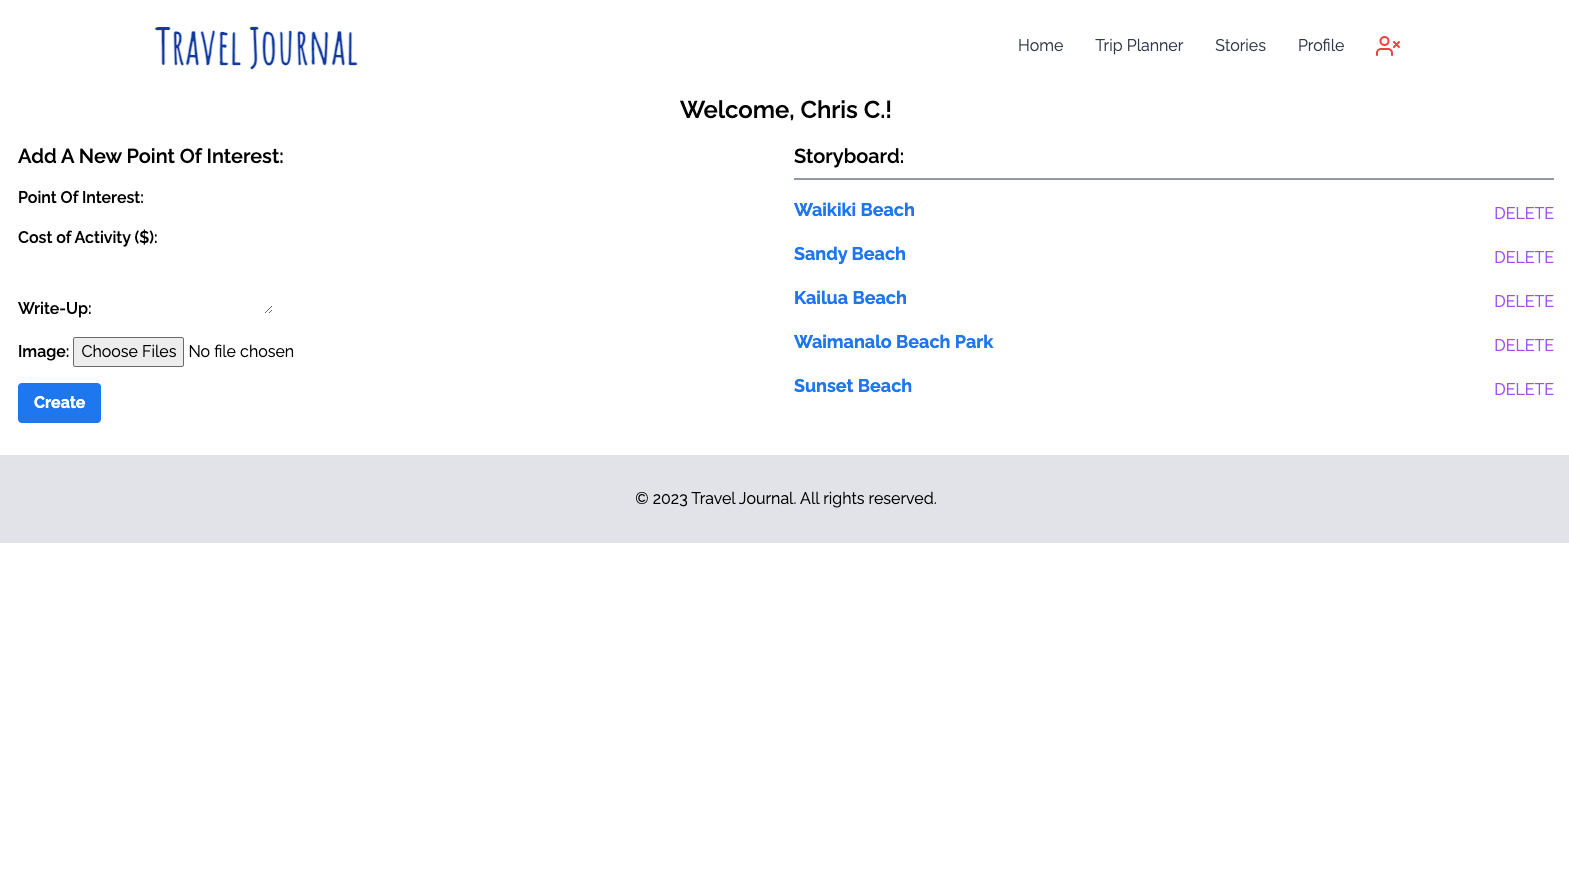 Travel Journal
Home Trip Planner Stories Profile
Welcome, Chris C.!
Add A New Point Of Interest:
Point Of Interest:
Cost of Activity ($):
Write-Up:
Image: Choose Files No file chosen
Create
Storyboard:
Waikiki Beach DELETE
Sandy Beach DELETE
Kailua Beach DELETE
Waimanalo Beach Park DELETE
Sunset Beach DELETE
© 2023 Travel Journal. All rights reserved.